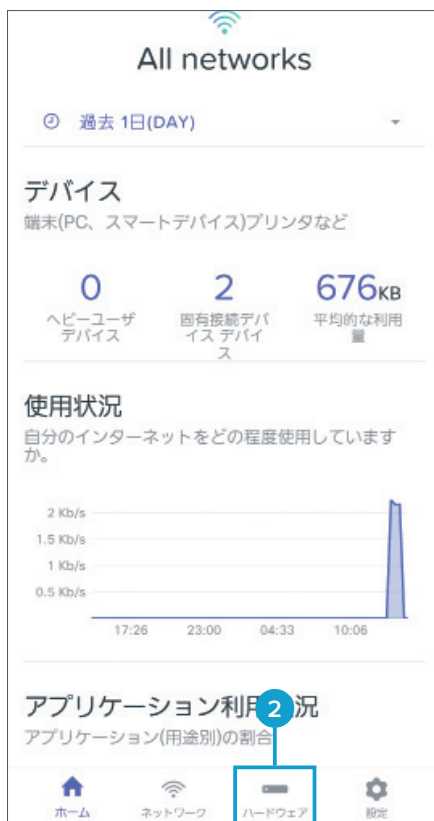 All networks
過去 1日(DAY)
デバイス
端末(PC、スマートデバイス)プリンタなど
0
2
676KB
ヘビーユーザ
デバイス
固有接続デバ
イス デバイ
ス
平均的な利用
量
使用状況
自分のインターネットをどの程度使用しています
か。
2 Kb/s
1.5 Kb/s
1 Kb/s
0.5 Kb/s
17:26
23:00
04:33
10:06
アプリケーション利用 2 況
アプリケーション(用途別)の割合
ホーム
ネットワーク
ハードウェア
設定